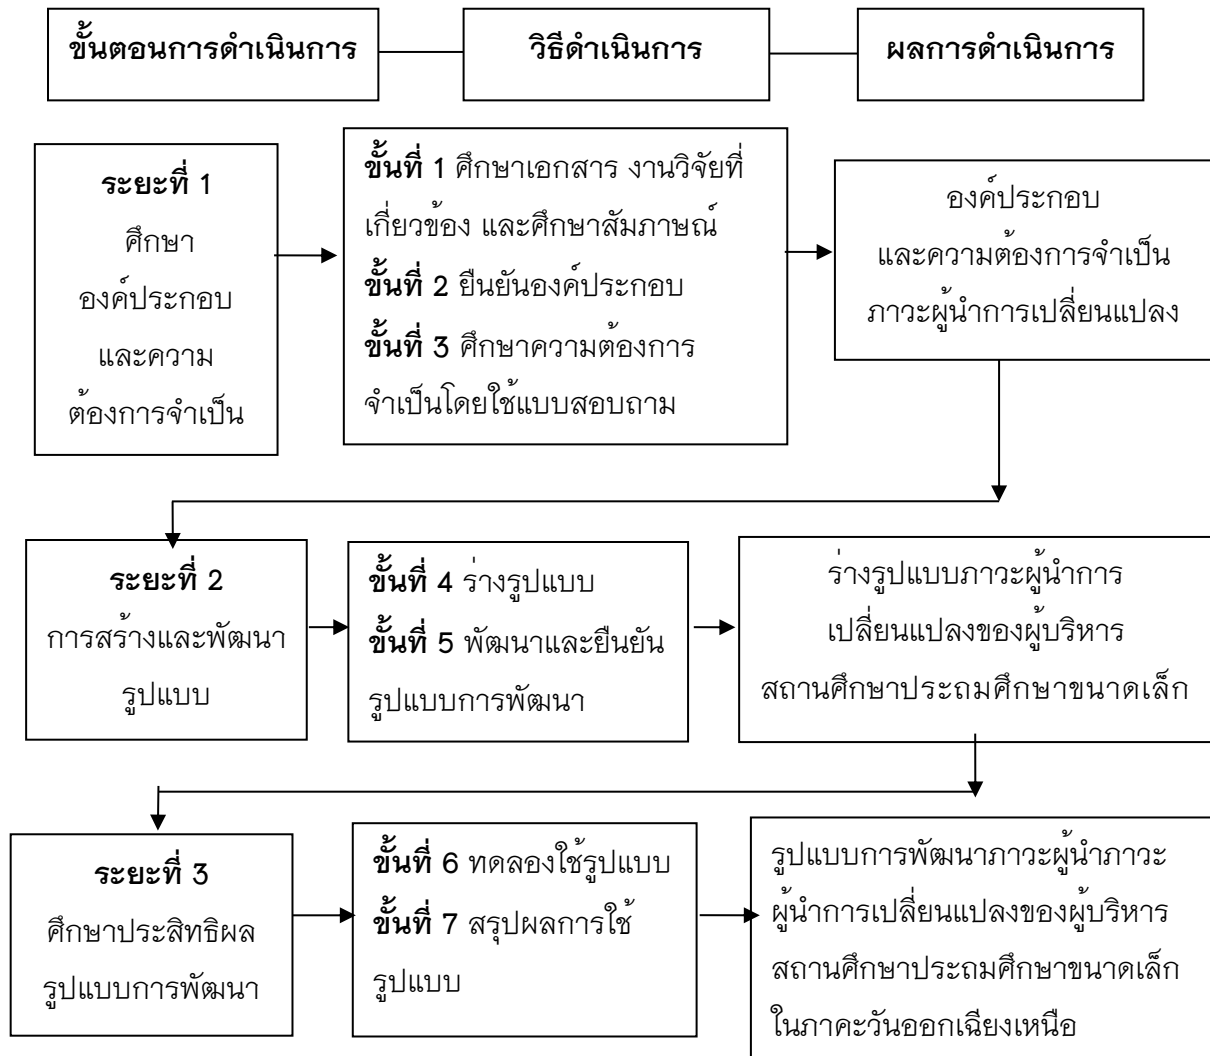 ขั้นตอนการดำเนินการ
วิธีดำเนินการ
ผลการดำเนินการ
ระยะที่ 1
ศึกษา
องค์ประกอบ
และความ
ต้องการจำเป็น
ขั้นที่ 1 ศึกษาเอกสาร งานวิจัยที่
เกี่ยวข้อง และศึกษาสัมภาษณ์
ขั้นที่ 2 ยืนยันองค์ประกอบ
ขั้นที่ 3 ศึกษาความต้องการ
จำเป็นโดยใช้แบบสอบถาม
องค์ประกอบ
และความต้องการจำเป็น
ภาวะผู้นำการเปลี่ยนแปลง
ระยะที่ 2
การสร้างและพัฒนา
รูปแบบ
ขั้นที่ 4 ร่างรูปแบบ
ขั้นที่ 5 พัฒนาและยืนยัน
รูปแบบการพัฒนา
ร่างรูปแบบภาวะผู้นำการ
เปลี่ยนแปลงของผู้บริหาร
สถานศึกษาประถมศึกษาขนาดเล็ก
ระยะที่ 3
ศึกษาประสิทธิผล
รูปแบบการพัฒนา
ขั้นที่ 6 ทดลองใช้รูปแบบ
ขั้นที่ 7 สรุปผลการใช้
รูปแบบ
รูปแบบการพัฒนาภาวะผู้นำภาวะ
ผู้นำการเปลี่ยนแปลงของผู้บริหาร
สถานศึกษาประถมศึกษาขนาดเล็ก
ในภาคะวันออกเฉียงเหนือ